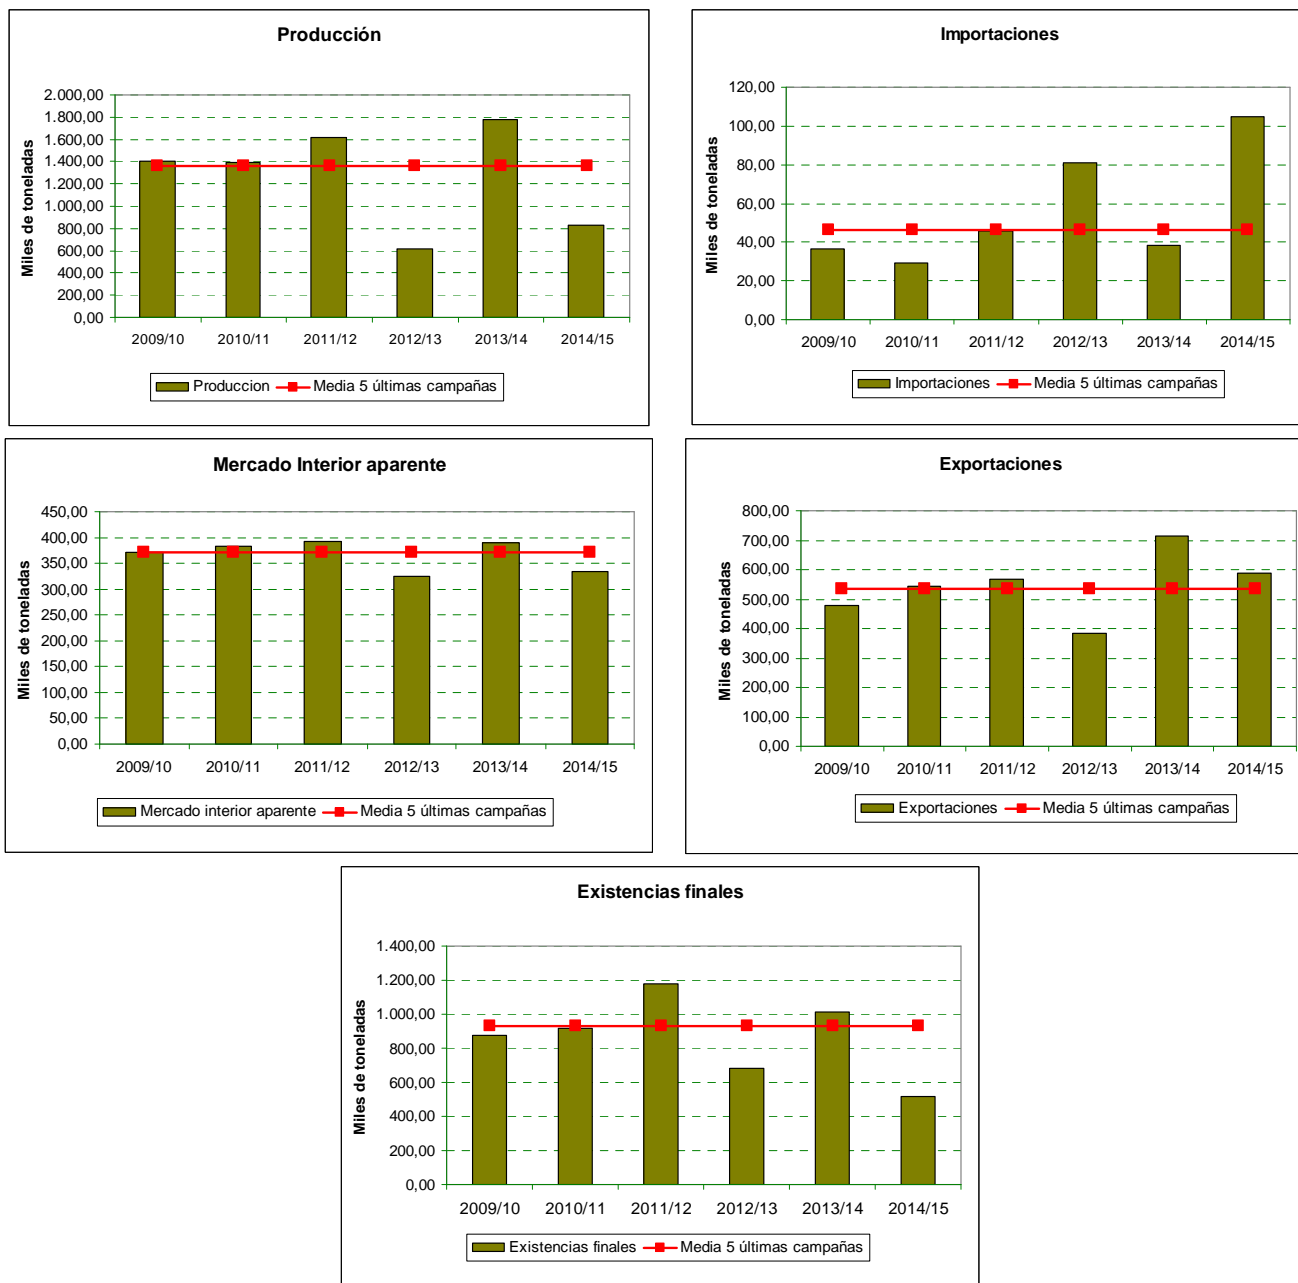 Producción
Miles de toneladas
2.000,00
1.800,00
1.600,00
1.400,00
1.200,00
1.000,00
800,00
600,00
400,00
200,00
0,00
2009/10 2010/11 2011/12 2012/13 2013/14 2014/15
Produccion Media 5 últimas campañas
Importaciones
Miles de toneladas
120,00
100,00
80,00
60,00
40,00
20,00
0,00
2009/10 2010/11 2011/12 2012/13 2013/14 2014/15
Importaciones Media 5 últimas campañas
Mercado Interior aparente
Miles de toneladas
450,00
400,00
350,00
300,00
250,00
200,00
150,00
100,00
50,00
0,00
2009/10 2010/11 2011/12 2012/13 2013/14 2014/15
Mercado interior aparente Media 5 últimas campañas
Exportaciones
Miles de toneladas
800,00
700,00
600,00
500,00
400,00
300,00
200,00
100,00
0,00
2009/10 2010/11 2011/12 2012/13 2013/14 2014/15
Exportaciones Media 5 últimas campañas
Existencias finales
Miles de toneladas
1.400,00
1.200,00
1.000,00
800,00
600,00
400,00
200,00
0,00
2009/10 2010/11 2011/12 2012/13 2013/14 2014/15
Existencias finales Media 5 últimas campañas